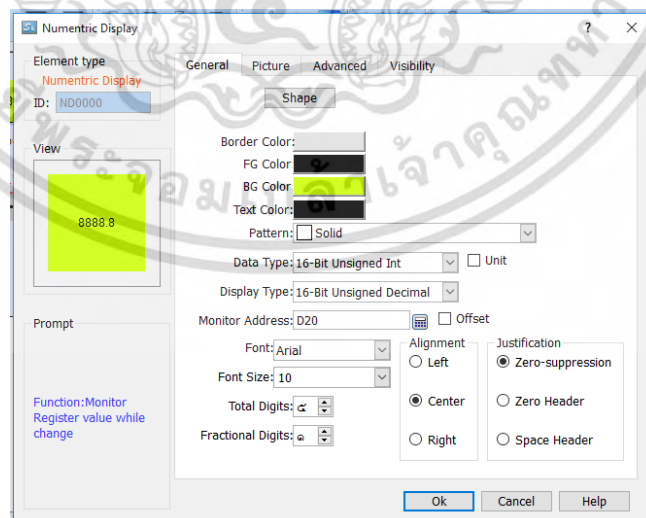 Numentric Display
? ×
Element type
Numentric Display
ID: ND0000
View
8888.8
Prompt
Function:Monitor
Register value while
change
General Picture Advanced Visibility
Shape
Border Color:
FG Color
BG Color
Text Color:
Pattern: Solid
Data Type: 16-Bit Unsigned Int Unit
Display Type: 16-Bit Unsigned Decimal
Monitor Address: D20 Offset
Font: Arial
Font Size: 10
Total Digits: ๕
Fractional Digits: ๑
Alignment
Left
Center
Right
Justification
Zero-suppression
Zero Header
Space Header
Ok Cancel Help